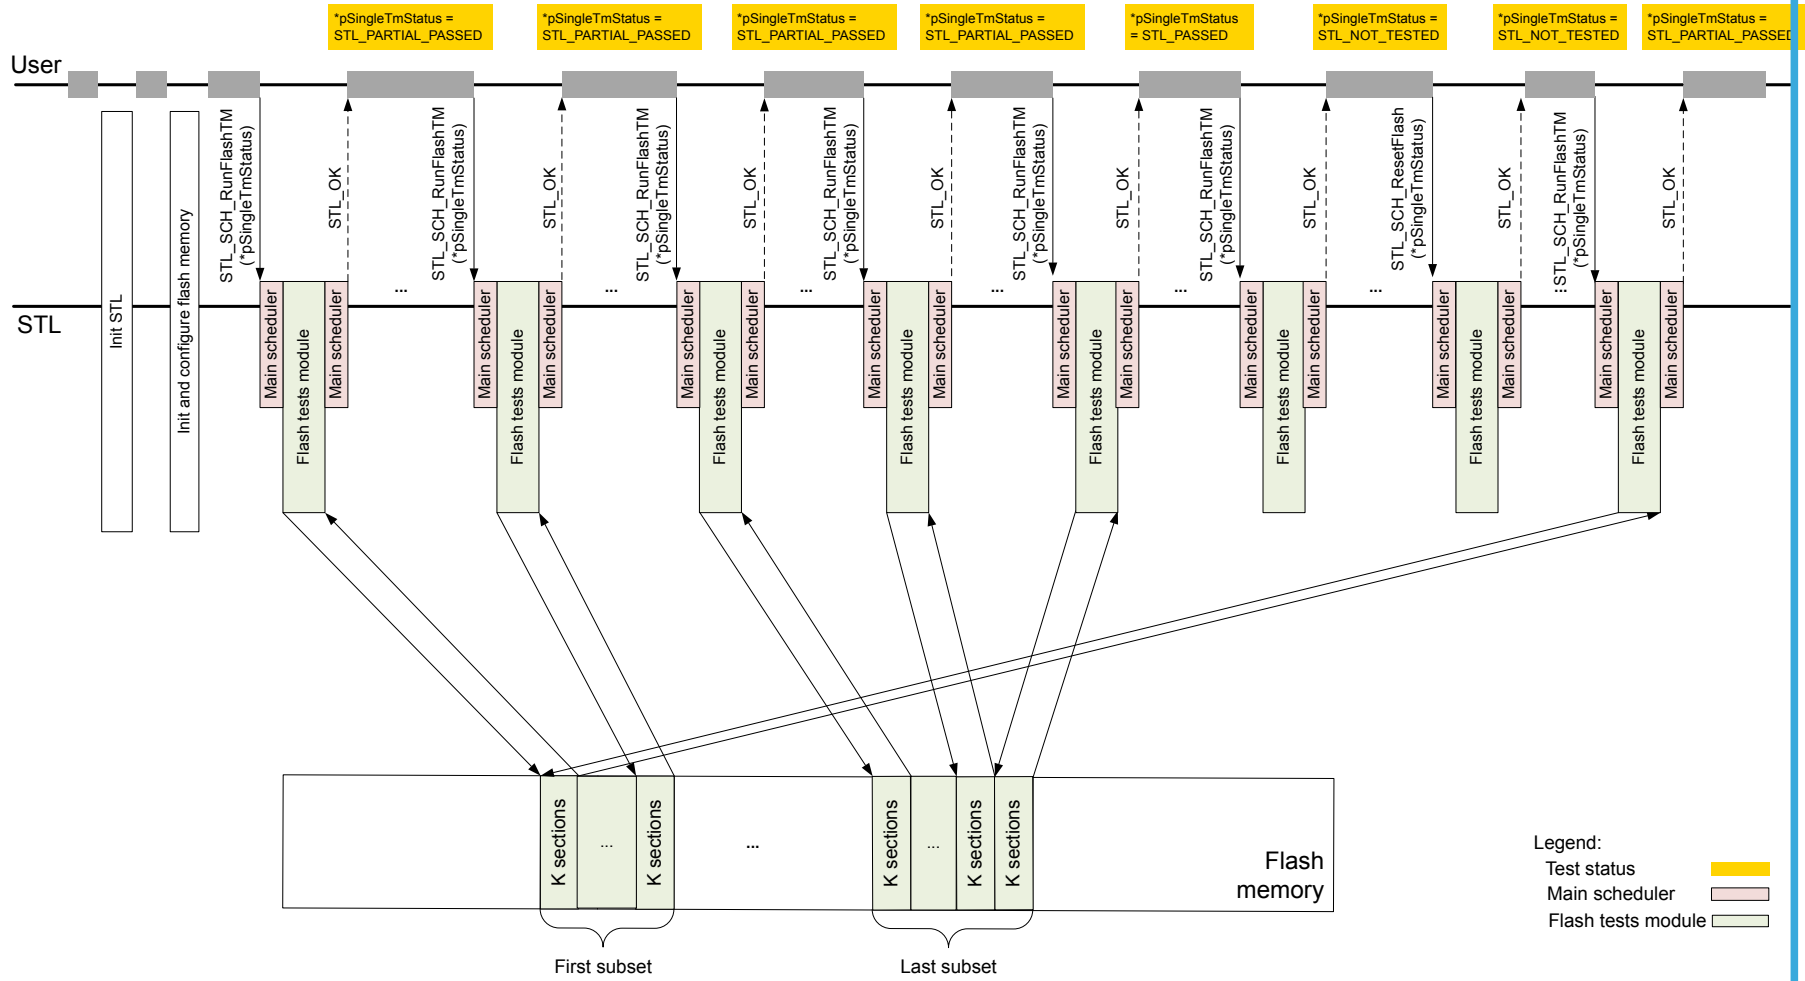 *pSingleTmStatus =
STL_PARTIAL_PASSED
*pSingleTmStatus =
STL_PARTIAL_PASSED
*pSingleTmStatus =
STL_PARTIAL_PASSED
*pSingleTmStatus =
STL_PARTIAL_PASSED
*pSingleTmStatus
= STL_PASSED
*pSingleTmStatus =
STL_NOT_TESTED
*pSingleTmStatus =
STL_NOT_TESTED
*pSingleTmStatus =
STL_PARTIAL_PASSED
User
STL_SCH_RunFlashTM
(*pSingleTmStatus)
STL_OK
STL_SCH_RunFlashTM
(*pSingleTmStatus)
STL_OK
STL_SCH_RunFlashTM
(*pSingleTmStatus)
STL_OK
STL_SCH_RunFlashTM
(*pSingleTmStatus)
STL_OK
STL_SCH_RunFlashTM
(*pSingleTmStatus)
STL_OK
STL_SCH_RunFlashTM
(*pSingleTmStatus)
STL_OK
STL_SCH_ResetFlash
(*pSingleTmStatus)
STL_OK
STL_SCH_RunFlashTM
(*pSingleTmStatus)
STL_OK
...
...
...
...
...
...
...
STL
Init STL
Init and configure flash memory
Main scheduler
Flash tests module
Main scheduler
Main scheduler
Flash tests module
Main scheduler
Main scheduler
Flash tests module
Main scheduler
Main scheduler
Flash tests module
Main scheduler
Main scheduler
Flash tests module
Main scheduler
Main scheduler
Flash tests module
Main scheduler
Main scheduler
Flash tests module
Main scheduler
Main scheduler
Flash tests module
Main scheduler
K sections
...
K sections
...
K sections
...
K sections
K sections
Flash
memory
First subset
Last subset
Legend:
Test status
Main scheduler
Flash tests module